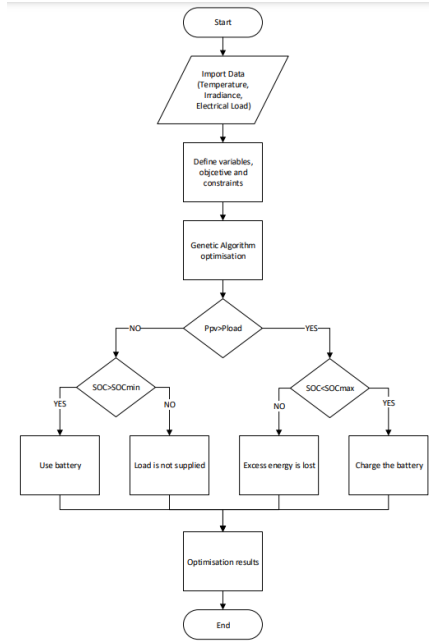 Start
Import Data
(Temperature,
Irradiance,
Electrical Load)
Define variables,
objcetive and
constraints
Genetic Algorithm
optimisation
Ppv>Pload
NO
YES
SOC>SOCmin
SOC<SOCmax
YES
NO
NO
YES
Use battery
Load is not supplied
Excess energy is lost
Charge the battery
Optimisation results
End